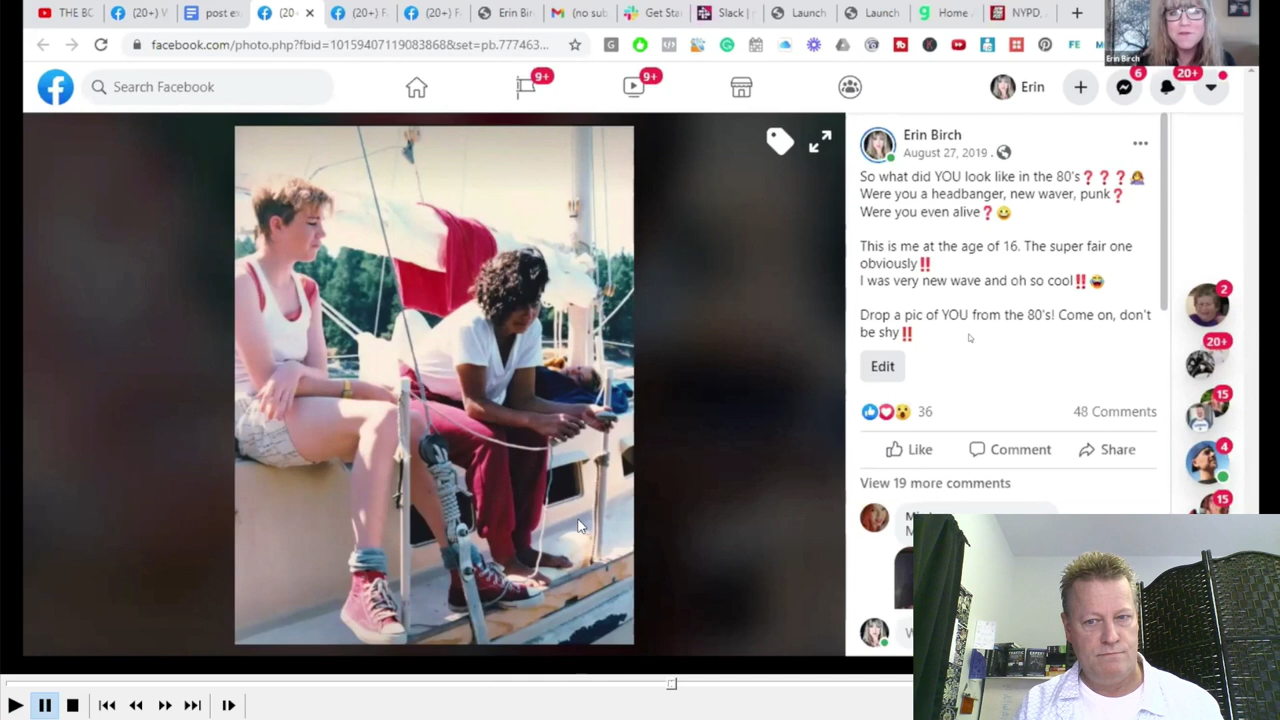 THE BC
(20+) V
post e
(20
(20+) F
(20+) F
Erin Bir
(no sub
Get Sta
Slack |
Launch
Launch
Home
NYPD,
facebook.com/photo.php?fbid=10159407119083868&set=pb.777463...
FE
Erin Birch
Search Facebook
9+
9+
Erin
6
20+
Erin Birch
August 27, 2019 .
So what did YOU look like in the 80's❓❓❓🤷‍♀️
Were you a headbanger, new waver, punk❓
Were you even alive❓😀
This is me at the age of 16. The super fair one
obviously‼️
I was very new wave and oh so cool‼️😂
Drop a pic of YOU from the 80's! Come on, don't
be shy‼️
Edit
36
48 Comments
Like
Comment
Share
View 19 more comments
2
20+
15
4
15